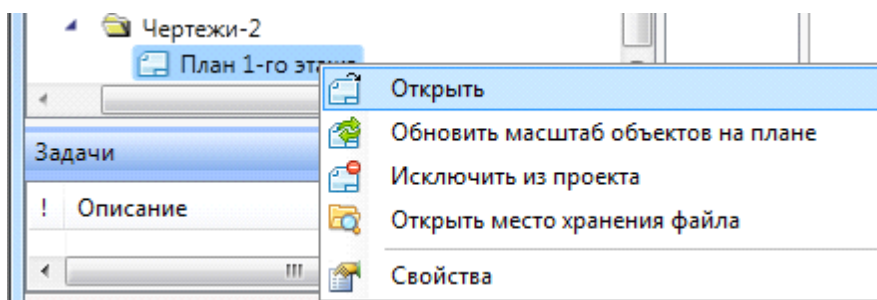 Чертежи-2
План 1-го этажа
Открыть
Обновить масштаб объектов на плане
Задачи
Исключить из проекта
! Описание
Открыть место хранения файла
Свойства